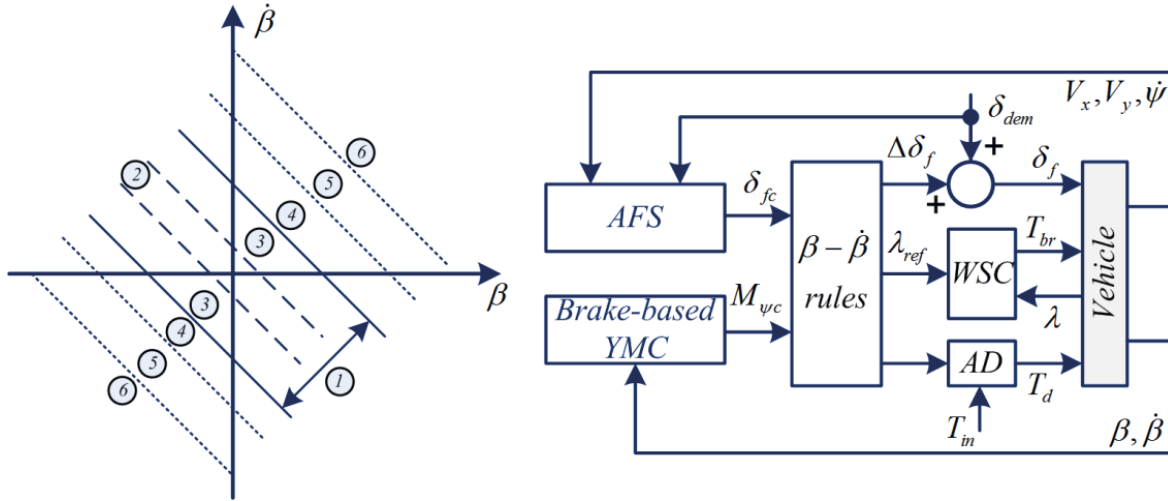 β̇
⑥
⑤
②
④
③
β
③
④
⑤
①
⑥
V_x, V_y, ψ̇
δ_dem
+
Δδ_f
δ_f
+
AFS
δ_fc
β − β̇
rules
λ_ref
WSC
T_br
λ
Vehicle
Brake-based
YMC
M_ψc
AD
T_d
T_in
β, β̇